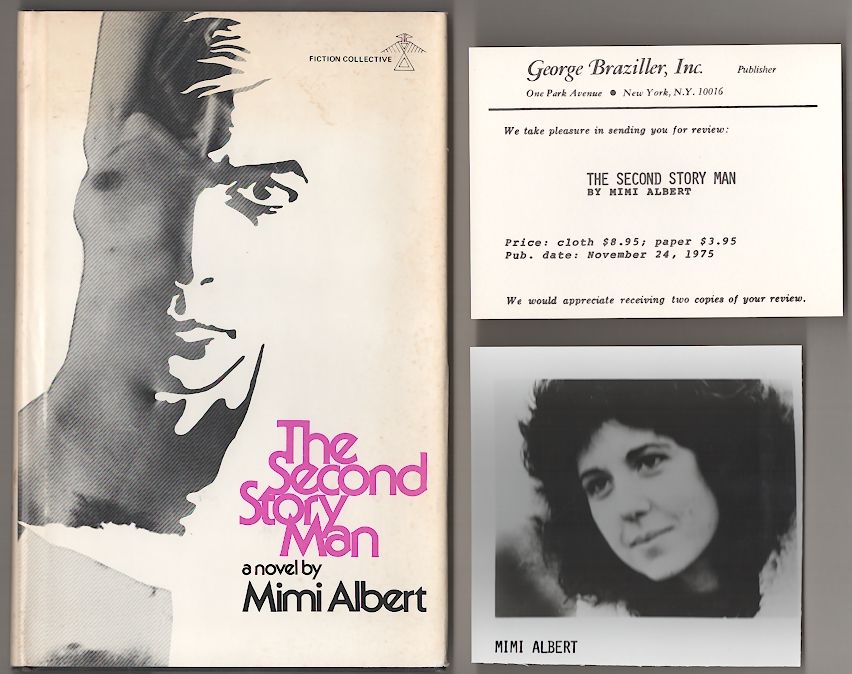 FICTION COLLECTIVE
The
Second
Story
Man
a novel by
Mimi Albert
George Braziller, Inc. Publisher
One Park Avenue ● New York, N.Y. 10016
We take pleasure in sending you for review:
THE SECOND STORY MAN
BY MIMI ALBERT
Price: cloth $8.95; paper $3.95
Pub. date: November 24, 1975
We would appreciate receiving two copies of your review.
MIMI ALBERT